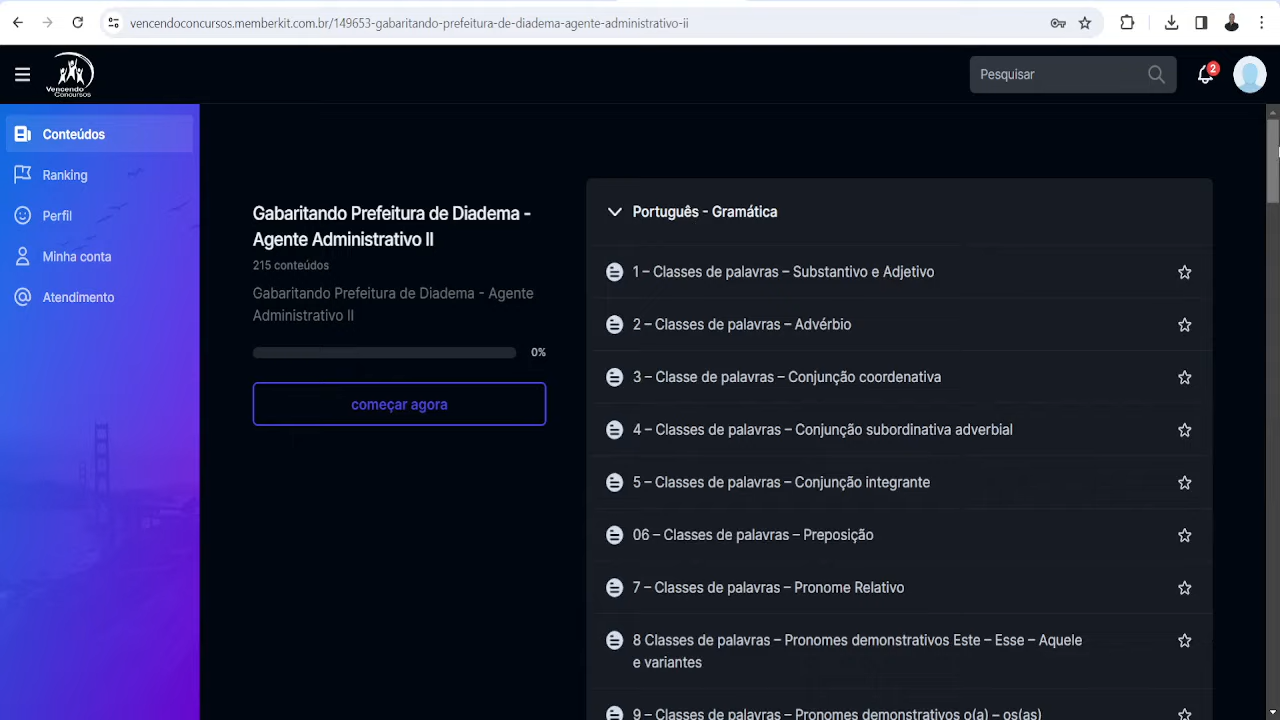 vencendoconcursos.memberkit.com.br/149653-gabaritando-prefeitura-de-diadema-agente-administrativo-ii
Vencendo
Concursos
Pesquisar
2
Conteúdos
Ranking
Perfil
Minha conta
Atendimento
Gabaritando Prefeitura de Diadema -
Agente Administrativo II
215 conteúdos
Gabaritando Prefeitura de Diadema - Agente
Administrativo II
0%
começar agora
Português - Gramática
1 – Classes de palavras – Substantivo e Adjetivo
2 – Classes de palavras – Advérbio
3 – Classe de palavras – Conjunção coordenativa
4 – Classes de palavras – Conjunção subordinativa adverbial
5 – Classes de palavras – Conjunção integrante
06 – Classes de palavras – Preposição
7 – Classes de palavras – Pronome Relativo
8 Classes de palavras – Pronomes demonstrativos Este – Esse – Aquele
e variantes
9 – Classes de palavras – Pronomes demonstrativos o(a) – os(as)